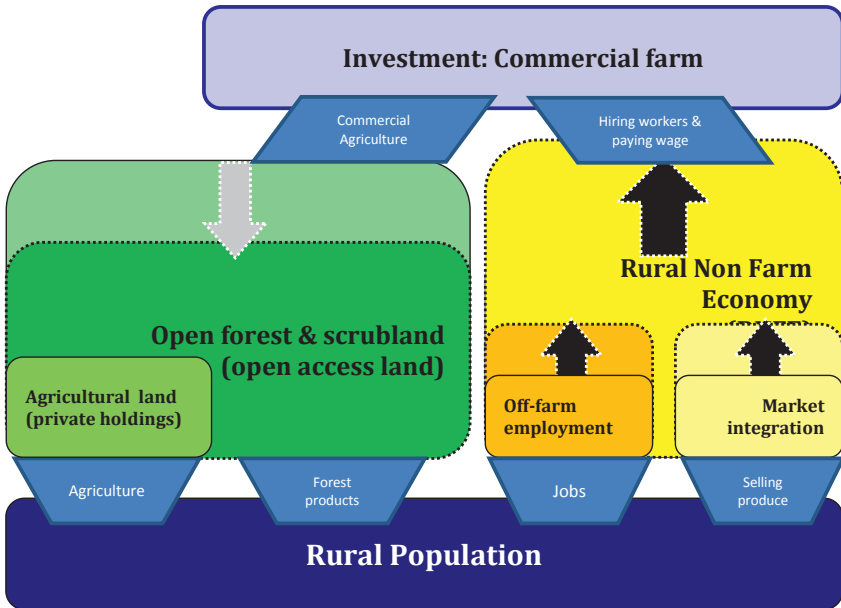 Investment: Commercial farm
Commercial
Agriculture
Hiring workers &
paying wage
Rural Non Farm
Economy
Open forest & scrubland
(open access land)
Agricultural land
(private holdings)
Off-farm
employment
Market
integration
Agriculture
Forest
products
Jobs
Selling
produce
Rural Population